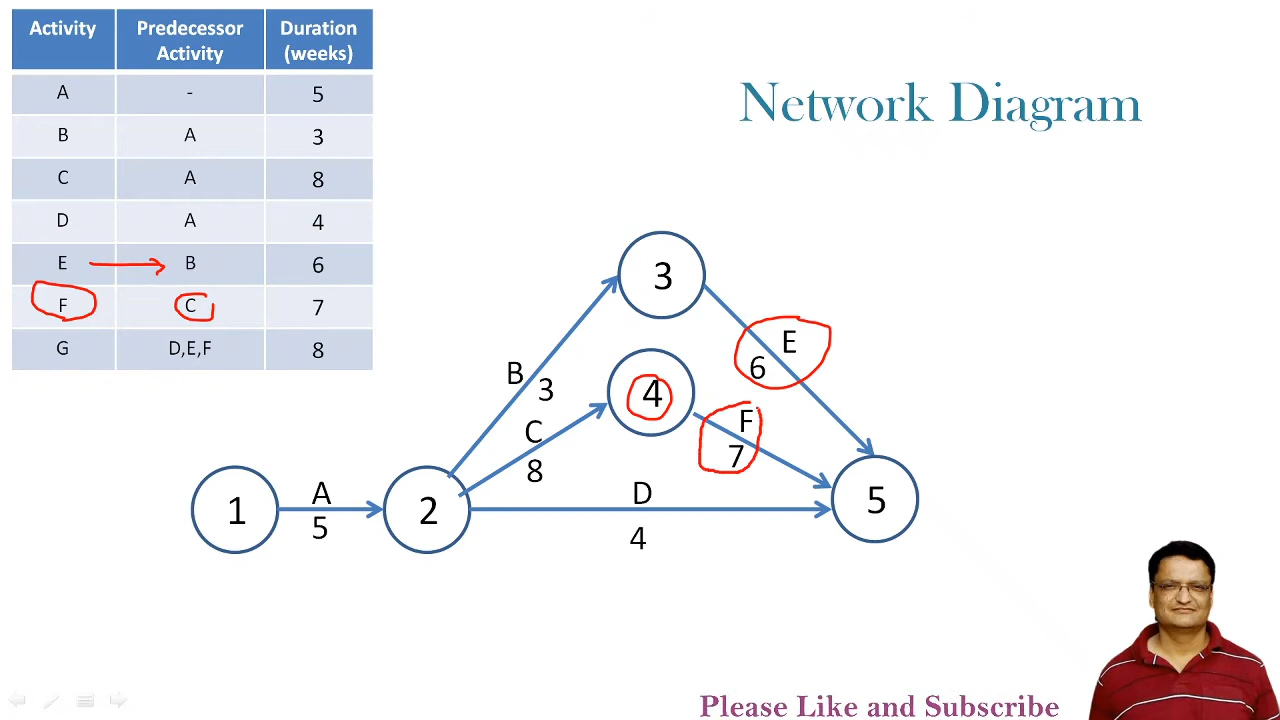 Activity Predecessor Activity Duration (weeks)
A - 5
B A 3
C A 8
D A 4
E B 6
F C 7
G D,E,F 8
Network Diagram
3
B 3
E
6
4
C
8
F
7
1
A
5
2
D
4
5
Please Like and Subscribe